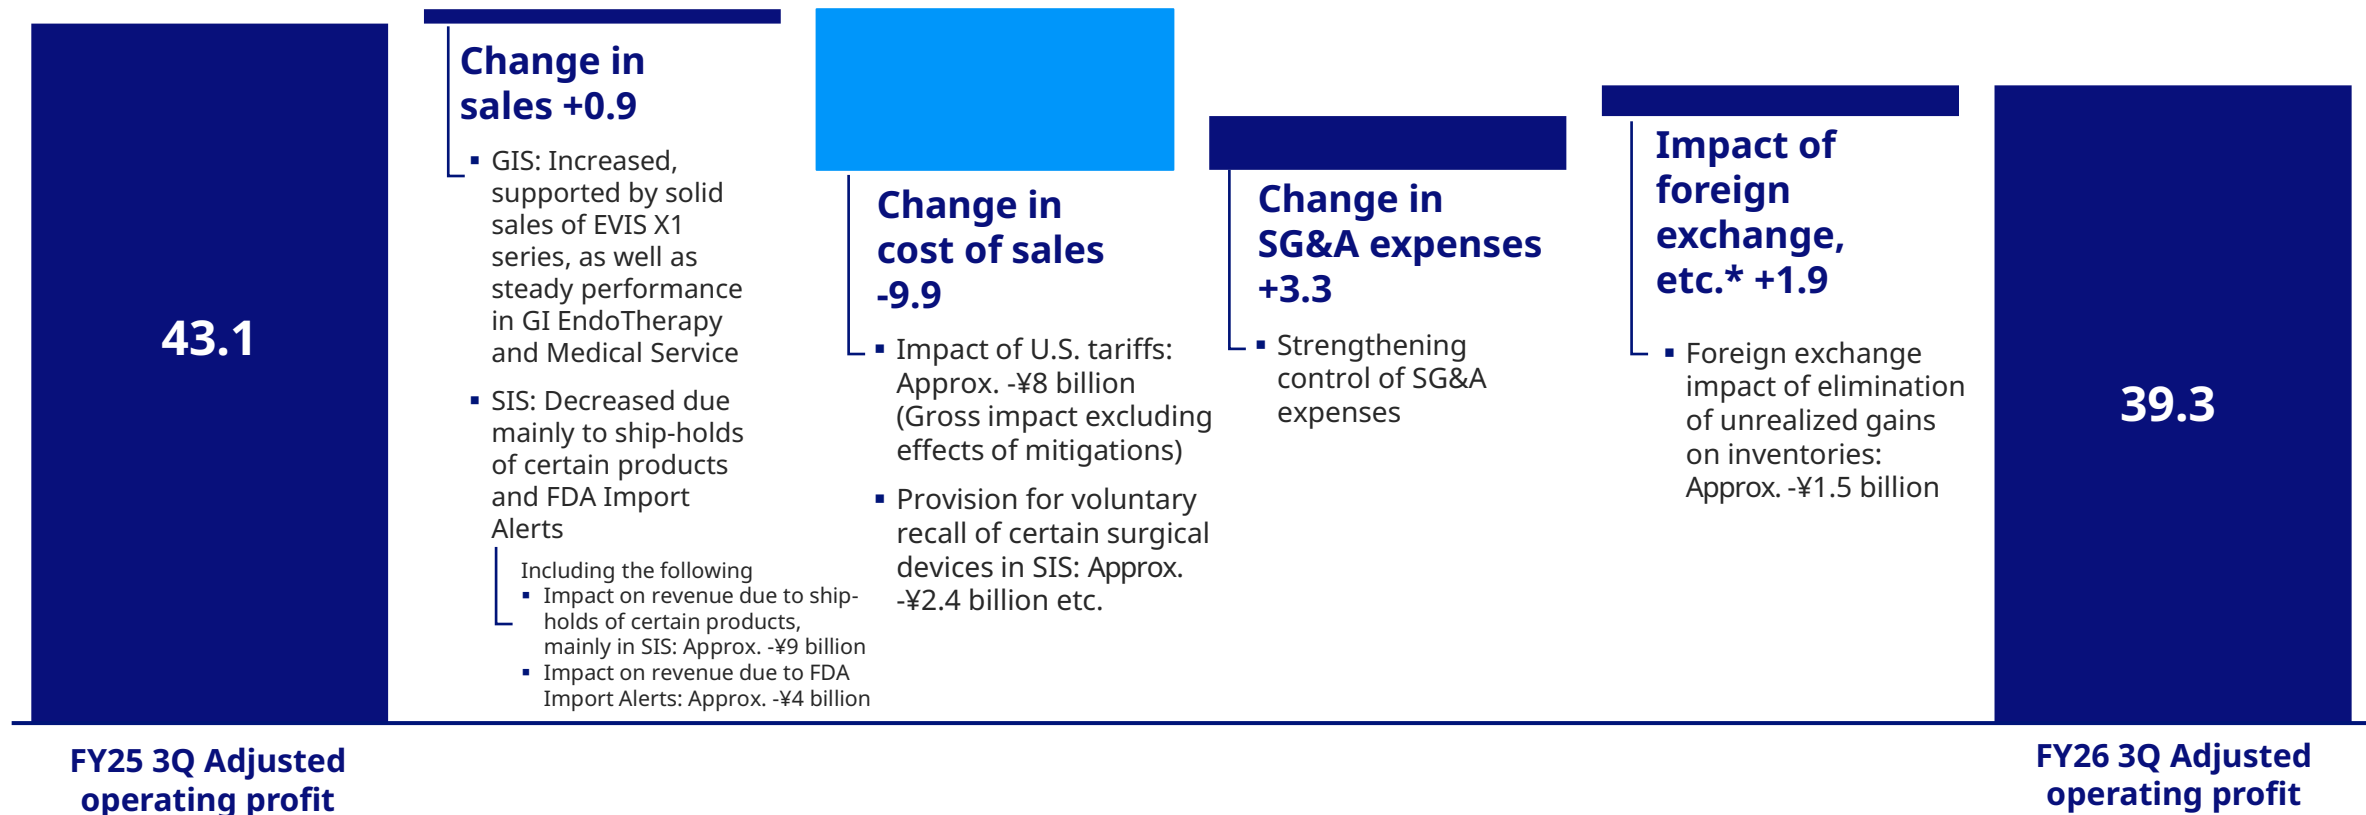 43.1
FY25 3Q Adjusted
operating profit
Change in
sales +0.9
▪ GIS: Increased,
supported by solid
sales of EVIS X1
series, as well as
steady performance
in GI EndoTherapy
and Medical Service
▪ SIS: Decreased due
mainly to ship-holds
of certain products
and FDA Import
Alerts
Including the following
▪ Impact on revenue due to ship-
holds of certain products,
mainly in SIS: Approx. -¥9 billion
▪ Impact on revenue due to FDA
Import Alerts: Approx. -¥4 billion
Change in
cost of sales
-9.9
▪ Impact of U.S. tariffs:
Approx. -¥8 billion
(Gross impact excluding
effects of mitigations)
▪ Provision for voluntary
recall of certain surgical
devices in SIS: Approx.
-¥2.4 billion etc.
Change in
SG&A expenses
+3.3
▪ Strengthening
control of SG&A
expenses
Impact of
foreign
exchange,
etc.* +1.9
▪ Foreign exchange
impact of elimination
of unrealized gains
on inventories:
Approx. -¥1.5 billion
39.3
FY26 3Q Adjusted
operating profit